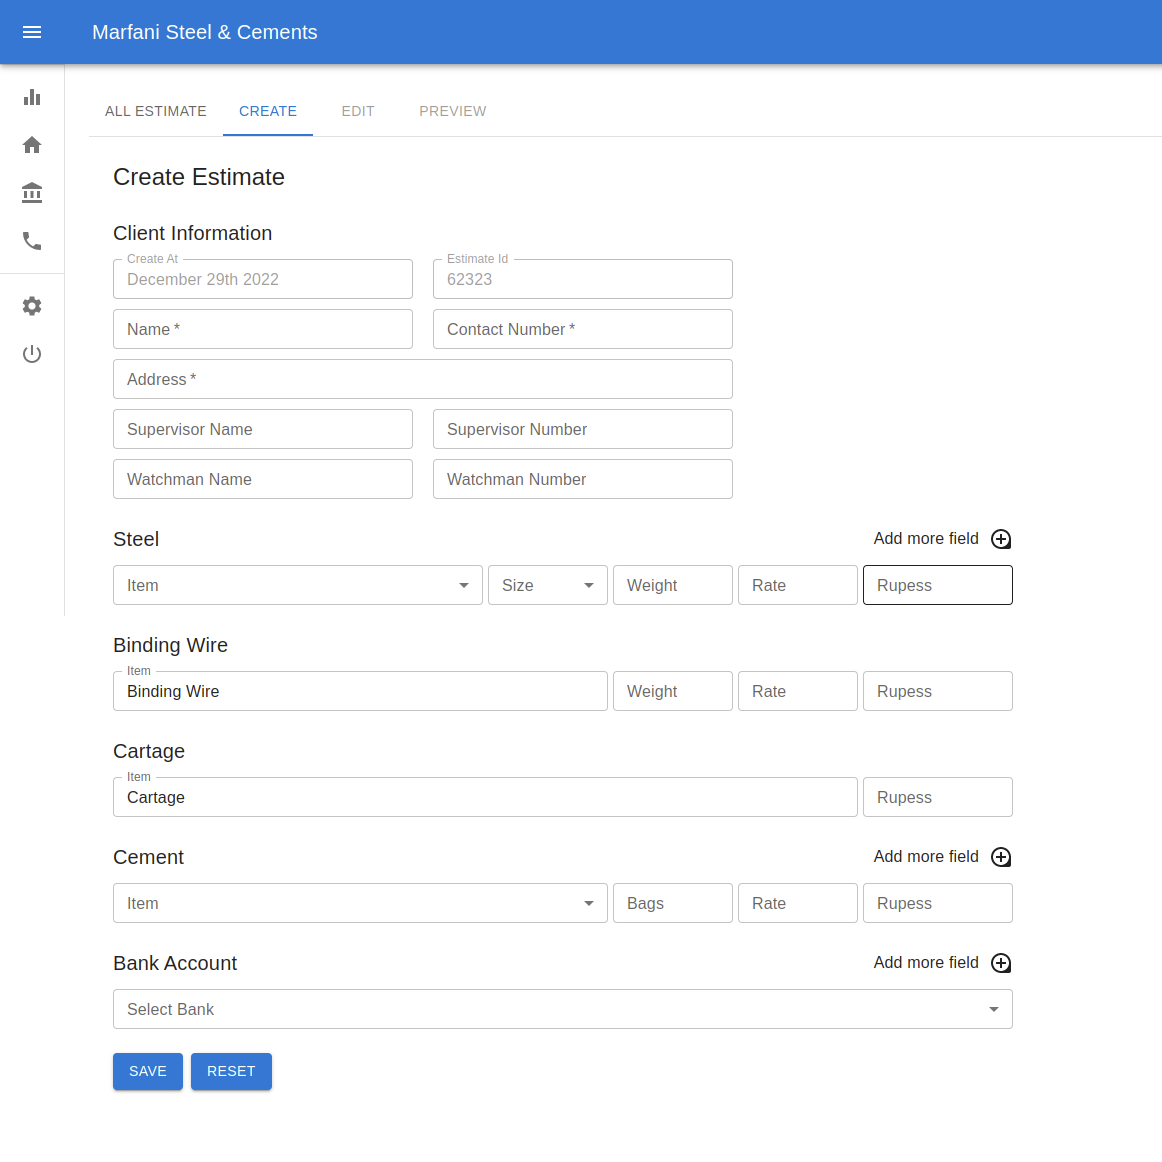 Marfani Steel & Cements
ALL ESTIMATE CREATE EDIT PREVIEW
Create Estimate
Client Information
Create At Estimate Id
December 29th 2022 62323
Name * Contact Number *
Address *
Supervisor Name Supervisor Number
Watchman Name Watchman Number
Steel Add more field
Item Size Weight Rate Rupess
Binding Wire
Item
Binding Wire Weight Rate Rupess
Cartage
Item
Cartage Rupess
Cement Add more field
Item Bags Rate Rupess
Bank Account Add more field
Select Bank
SAVE RESET